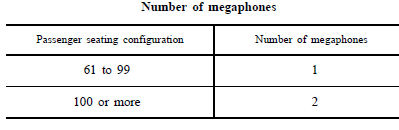 Number of megaphones
Passenger seating configuration Number of megaphones
61 to 99 1
100 or more 2